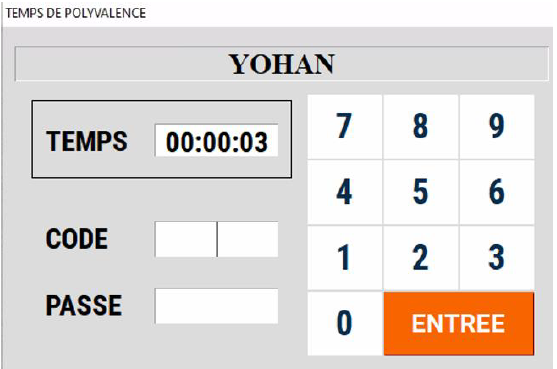 TEMPS DE POLYVALENCE
YOHAN
TEMPS 00:00:03
CODE
PASSE
7 8 9
4 5 6
1 2 3
0 ENTREE